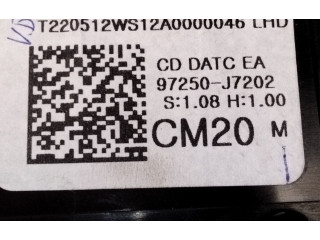 V.D
T220512WS12A0000046 LHD
CD DATC EA
97250-J7202
S:1.08 H:1.00
CM20 M